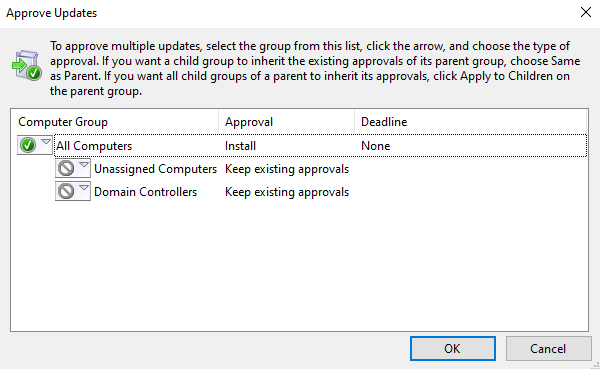 Approve Updates
To approve multiple updates, select the group from this list, click the arrow, and choose the type of
approval. If you want a child group to inherit the existing approvals of its parent group, choose Same
as Parent. If you want all child groups of a parent to inherit its approvals, click Apply to Children on
the parent group.
Computer Group Approval Deadline
All Computers Install None
Unassigned Computers Keep existing approvals
Domain Controllers Keep existing approvals
OK Cancel